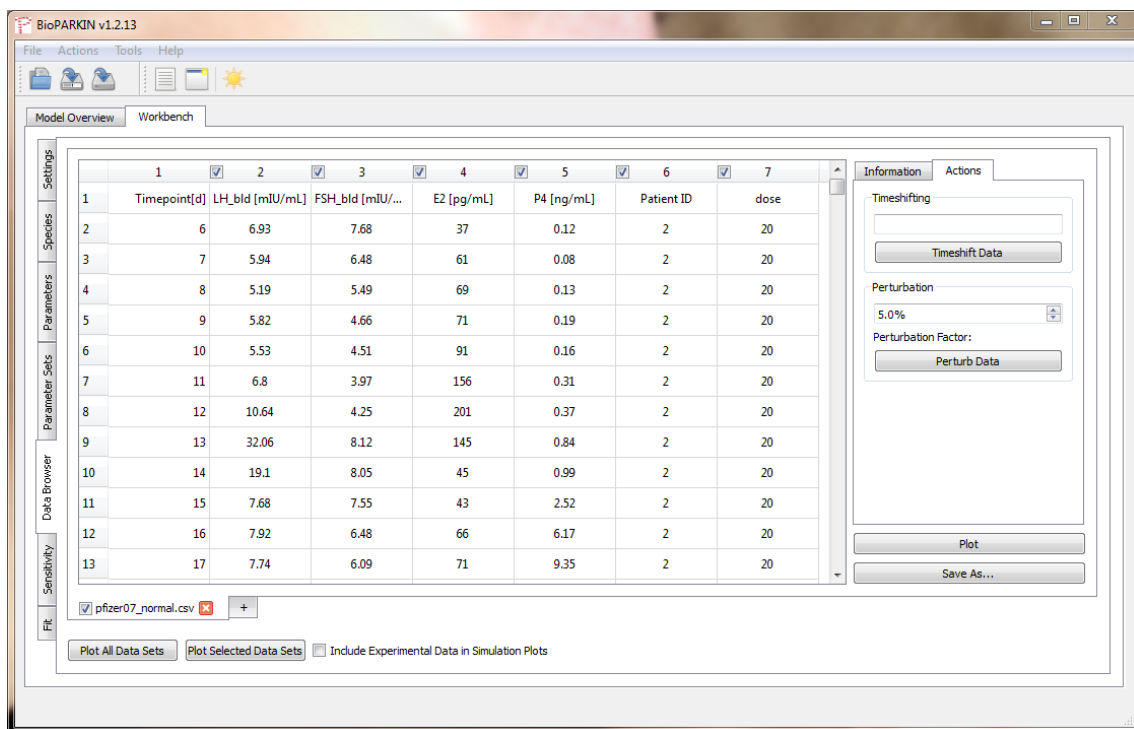 BioPARKIN v1.2.13
File Actions Tools Help
Model Overview Workbench
Settings
Species
Parameters
Parameter Sets
Data Browser
Sensitivity
Fit
1 2 3 4 5 6 7
1 Timepoint[d] LH_bld [mIU/mL] FSH_bld [mIU/... E2 [pg/mL] P4 [ng/mL] Patient ID dose
2 6 6.93 7.68 37 0.12 2 20
3 7 5.94 6.48 61 0.08 2 20
4 8 5.19 5.49 69 0.13 2 20
5 9 5.82 4.66 71 0.19 2 20
6 10 5.53 4.51 91 0.16 2 20
7 11 6.8 3.97 156 0.31 2 20
8 12 10.64 4.25 201 0.37 2 20
9 13 32.06 8.12 145 0.84 2 20
10 14 19.1 8.05 45 0.99 2 20
11 15 7.68 7.55 43 2.52 2 20
12 16 7.92 6.48 66 6.17 2 20
13 17 7.74 6.09 71 9.35 2 20
pfizer07_normal.csv +
Plot All Data Sets Plot Selected Data Sets Include Experimental Data in Simulation Plots
Information Actions
Timeshifting
Timeshift Data
Perturbation
5.0%
Perturbation Factor:
Perturb Data
Plot
Save As...